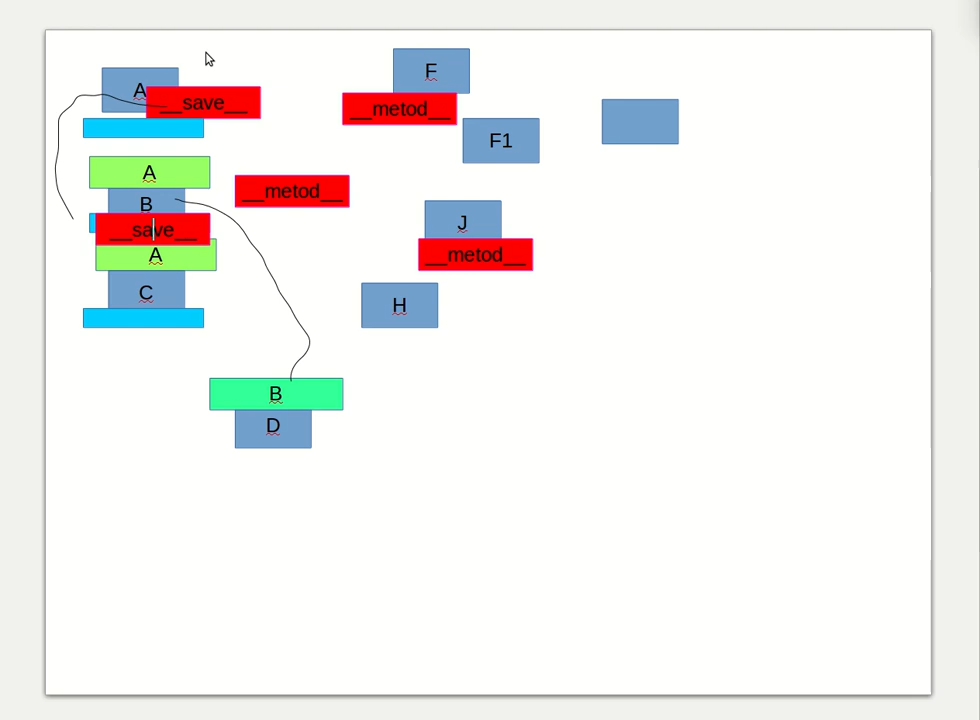 A
__save__
F
__metod__
F1
A
B
__metod__
__save__
A
C
J
__metod__
H
B
D